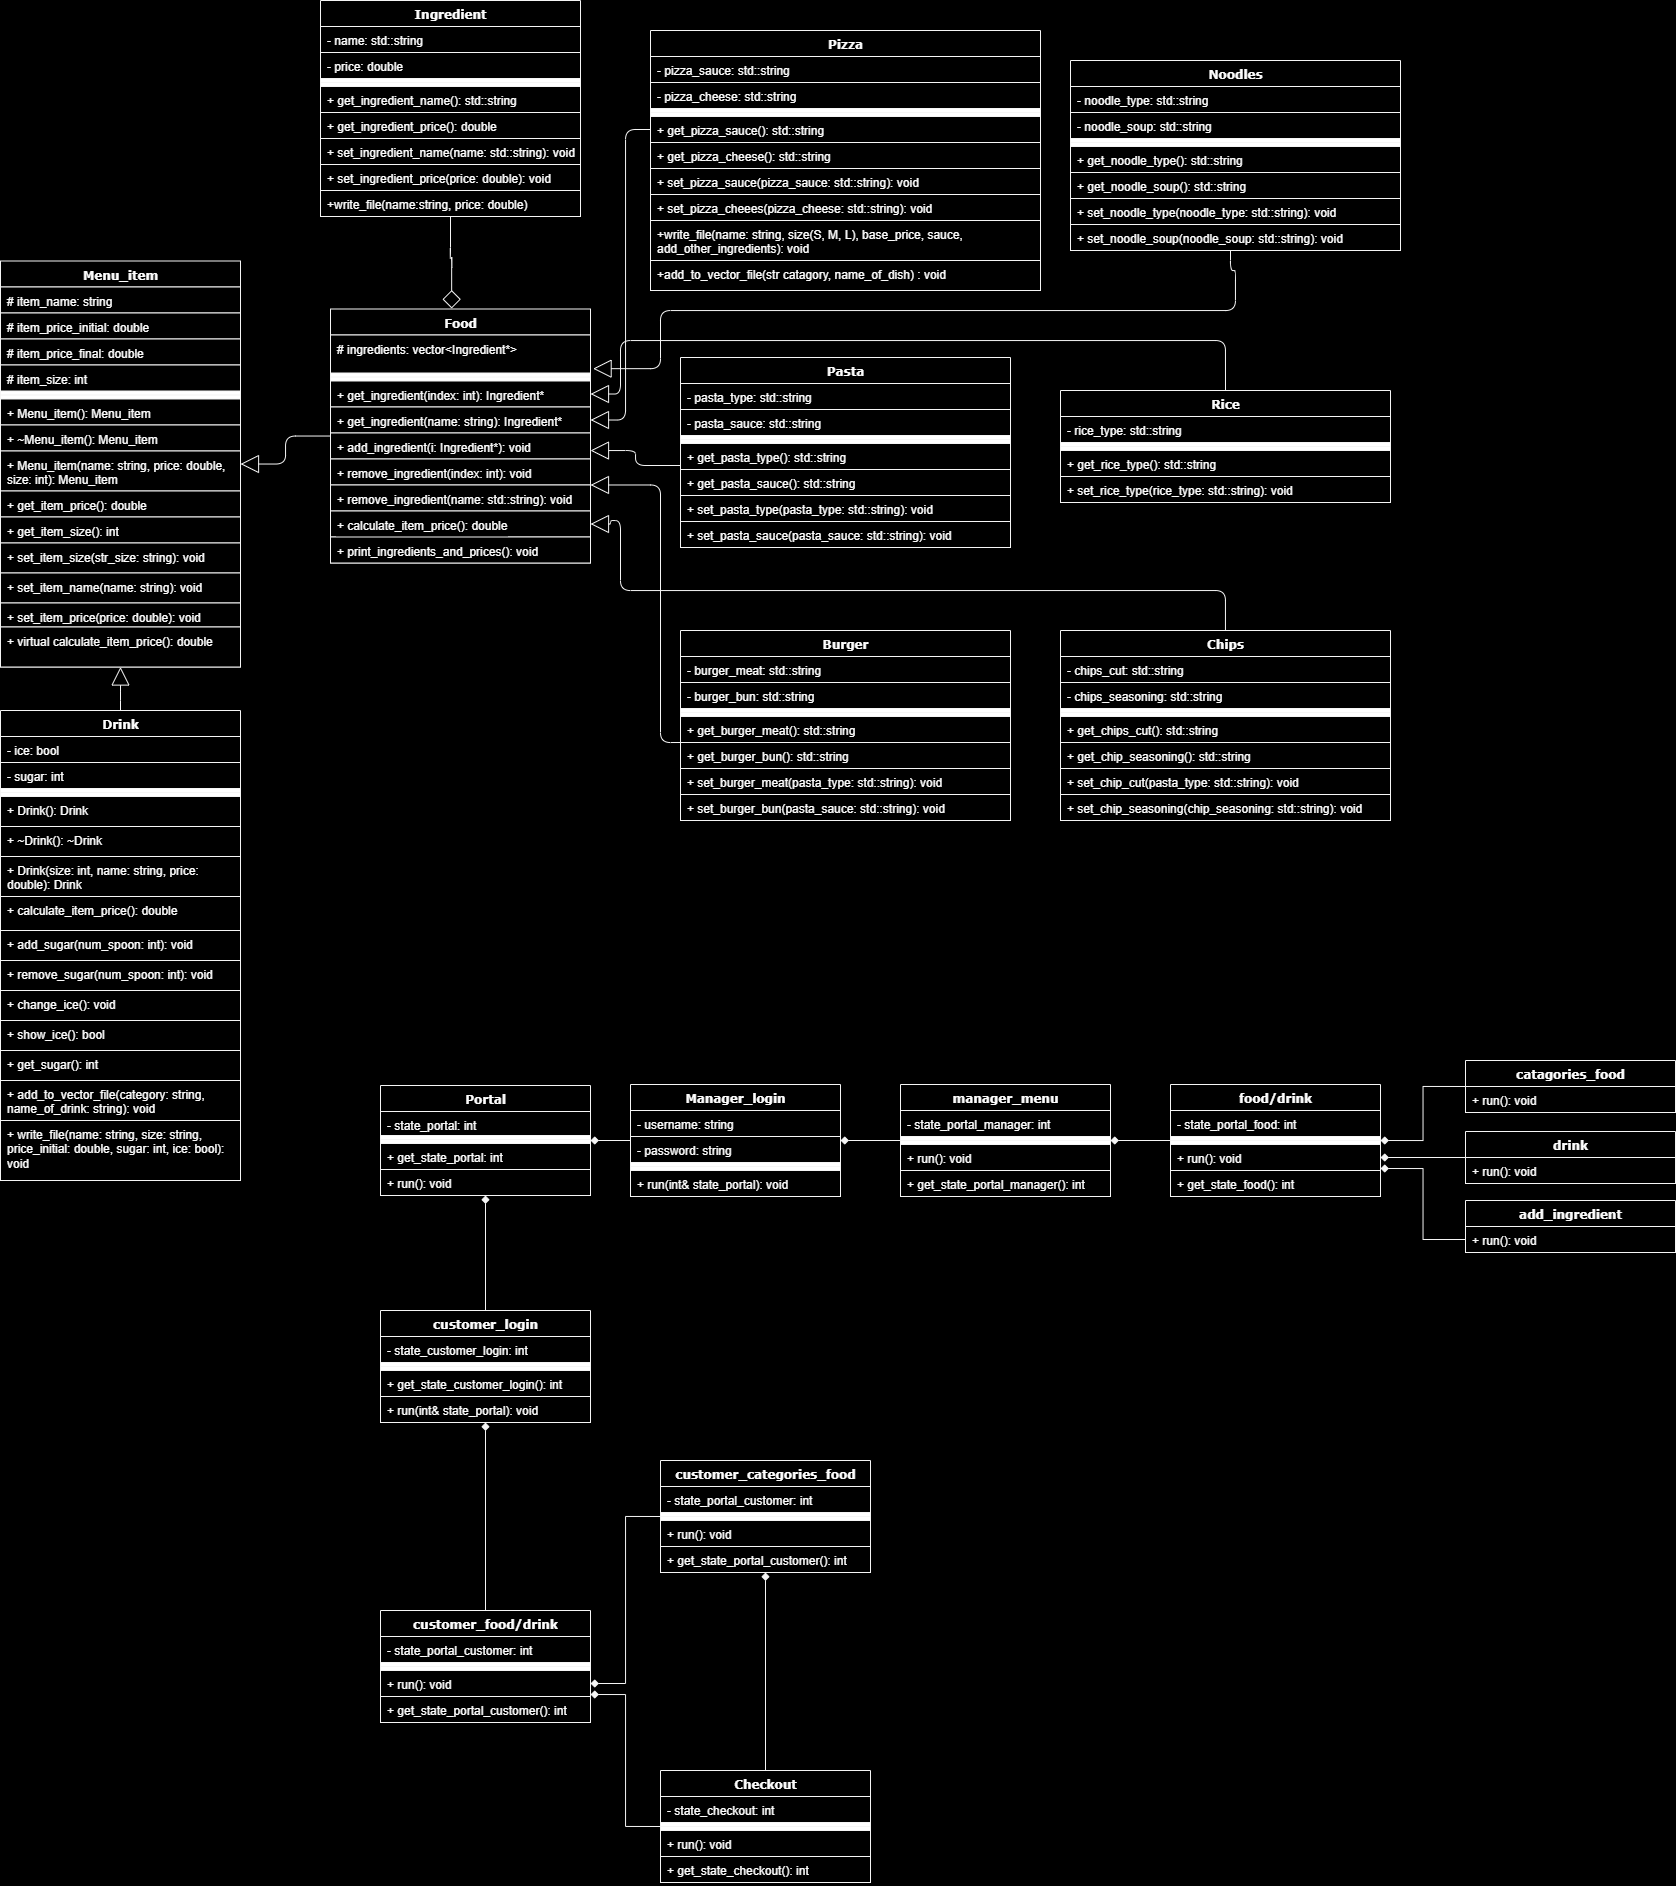 Ingredient
- name: std::string
- price: double
+ get_ingredient_name(): std::string
+ get_ingredient_price(): double
+ set_ingredient_name(name: std::string): void
+ set_ingredient_price(price: double): void
+write_file(name:string, price: double)
Pizza
- pizza_sauce: std::string
- pizza_cheese: std::string
+ get_pizza_sauce(): std::string
+ get_pizza_cheese(): std::string
+ set_pizza_sauce(pizza_sauce: std::string): void
+ set_pizza_cheees(pizza_cheese: std::string): void
+write_file(name: string, size(S, M, L), base_price, sauce,
add_other_ingredients): void
+add_to_vector_file(str catagory, name_of_dish) : void
Noodles
- noodle_type: std::string
- noodle_soup: std::string
+ get_noodle_type(): std::string
+ get_noodle_soup(): std::string
+ set_noodle_type(noodle_type: std::string): void
+ set_noodle_soup(noodle_soup: std::string): void
Menu_item
# item_name: string
# item_price_initial: double
# item_price_final: double
# item_size: int
+ Menu_item(): Menu_item
+ ~Menu_item(): Menu_item
+ Menu_item(name: string, price: double,
size: int): Menu_item
+ get_item_price(): double
+ get_item_size(): int
+ set_item_size(str_size: string): void
+ set_item_name(name: string): void
+ set_item_price(price: double): void
+ virtual calculate_item_price(): double
Food
# ingredients: vector<Ingredient*>
+ get_ingredient(index: int): Ingredient*
+ get_ingredient(name: string): Ingredient*
+ add_ingredient(i: Ingredient*): void
+ remove_ingredient(index: int): void
+ remove_ingredient(name: std::string): void
+ calculate_item_price(): double
+ print_ingredients_and_prices(): void
Pasta
- pasta_type: std::string
- pasta_sauce: std::string
+ get_pasta_type(): std::string
+ get_pasta_sauce(): std::string
+ set_pasta_type(pasta_type: std::string): void
+ set_pasta_sauce(pasta_sauce: std::string): void
Rice
- rice_type: std::string
+ get_rice_type(): std::string
+ set_rice_type(rice_type: std::string): void
Burger
- burger_meat: std::string
- burger_bun: std::string
+ get_burger_meat(): std::string
+ get_burger_bun(): std::string
+ set_burger_meat(pasta_type: std::string): void
+ set_burger_bun(pasta_sauce: std::string): void
Chips
- chips_cut: std::string
- chips_seasoning: std::string
+ get_chips_cut(): std::string
+ get_chip_seasoning(): std::string
+ set_chip_cut(pasta_type: std::string): void
+ set_chip_seasoning(chip_seasoning: std::string): void
Drink
- ice: bool
- sugar: int
+ Drink(): Drink
+ ~Drink(): ~Drink
+ Drink(size: int, name: string, price:
double): Drink
+ calculate_item_price(): double
+ add_sugar(num_spoon: int): void
+ remove_sugar(num_spoon: int): void
+ change_ice(): void
+ show_ice(): bool
+ get_sugar(): int
+ add_to_vector_file(category: string,
name_of_drink: string): void
+ write_file(name: string, size: string,
price_initial: double, sugar: int, ice: bool):
void
Portal
- state_portal: int
+ get_state_portal: int
+ run(): void
Manager_login
- username: string
- password: string
+ run(int& state_portal): void
manager_menu
- state_portal_manager: int
+ run(): void
+ get_state_portal_manager(): int
food/drink
- state_portal_food: int
+ run(): void
+ get_state_food(): int
catagories_food
+ run(): void
drink
+ run(): void
add_ingredient
+ run(): void
customer_login
- state_customer_login: int
+ get_state_customer_login(): int
+ run(int& state_portal): void
customer_categories_food
- state_portal_customer: int
+ run(): void
+ get_state_portal_customer(): int
customer_food/drink
- state_portal_customer: int
+ run(): void
+ get_state_portal_customer(): int
Checkout
- state_checkout: int
+ run(): void
+ get_state_checkout(): int